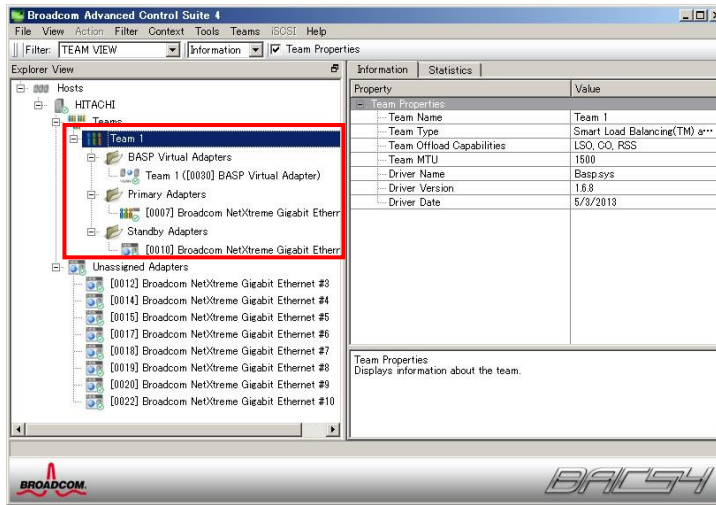 Broadcom Advanced Control Suite 4
File View Action Filter Context Tools Teams iSCSI Help
Filter: TEAM VIEW Information Team Properties
Explorer View
Hosts
HITACHI
Teams
Team 1
BASP Virtual Adapters
Team 1 ([0030] BASP Virtual Adapter)
Primary Adapters
[0007] Broadcom NetXtreme Gigabit Etherr
Standby Adapters
[0010] Broadcom NetXtreme Gigabit Etherr
Unassigned Adapters
[0012] Broadcom NetXtreme Gigabit Ethernet #3
[0014] Broadcom NetXtreme Gigabit Ethernet #4
[0015] Broadcom NetXtreme Gigabit Ethernet #5
[0017] Broadcom NetXtreme Gigabit Ethernet #6
[0018] Broadcom NetXtreme Gigabit Ethernet #7
[0019] Broadcom NetXtreme Gigabit Ethernet #8
[0020] Broadcom NetXtreme Gigabit Ethernet #9
[0022] Broadcom NetXtreme Gigabit Ethernet #10
Information Statistics
Property Value
Team Properties
Team Name Team 1
Team Type Smart Load Balancing(TM) a···
Team Offload Capabilities LSO, CO, RSS
Team MTU 1500
Driver Name Basp.sys
Driver Version 1.6.8
Driver Date 5/3/2013
Team Properties
Displays information about the team.
BROADCOM. BACS4